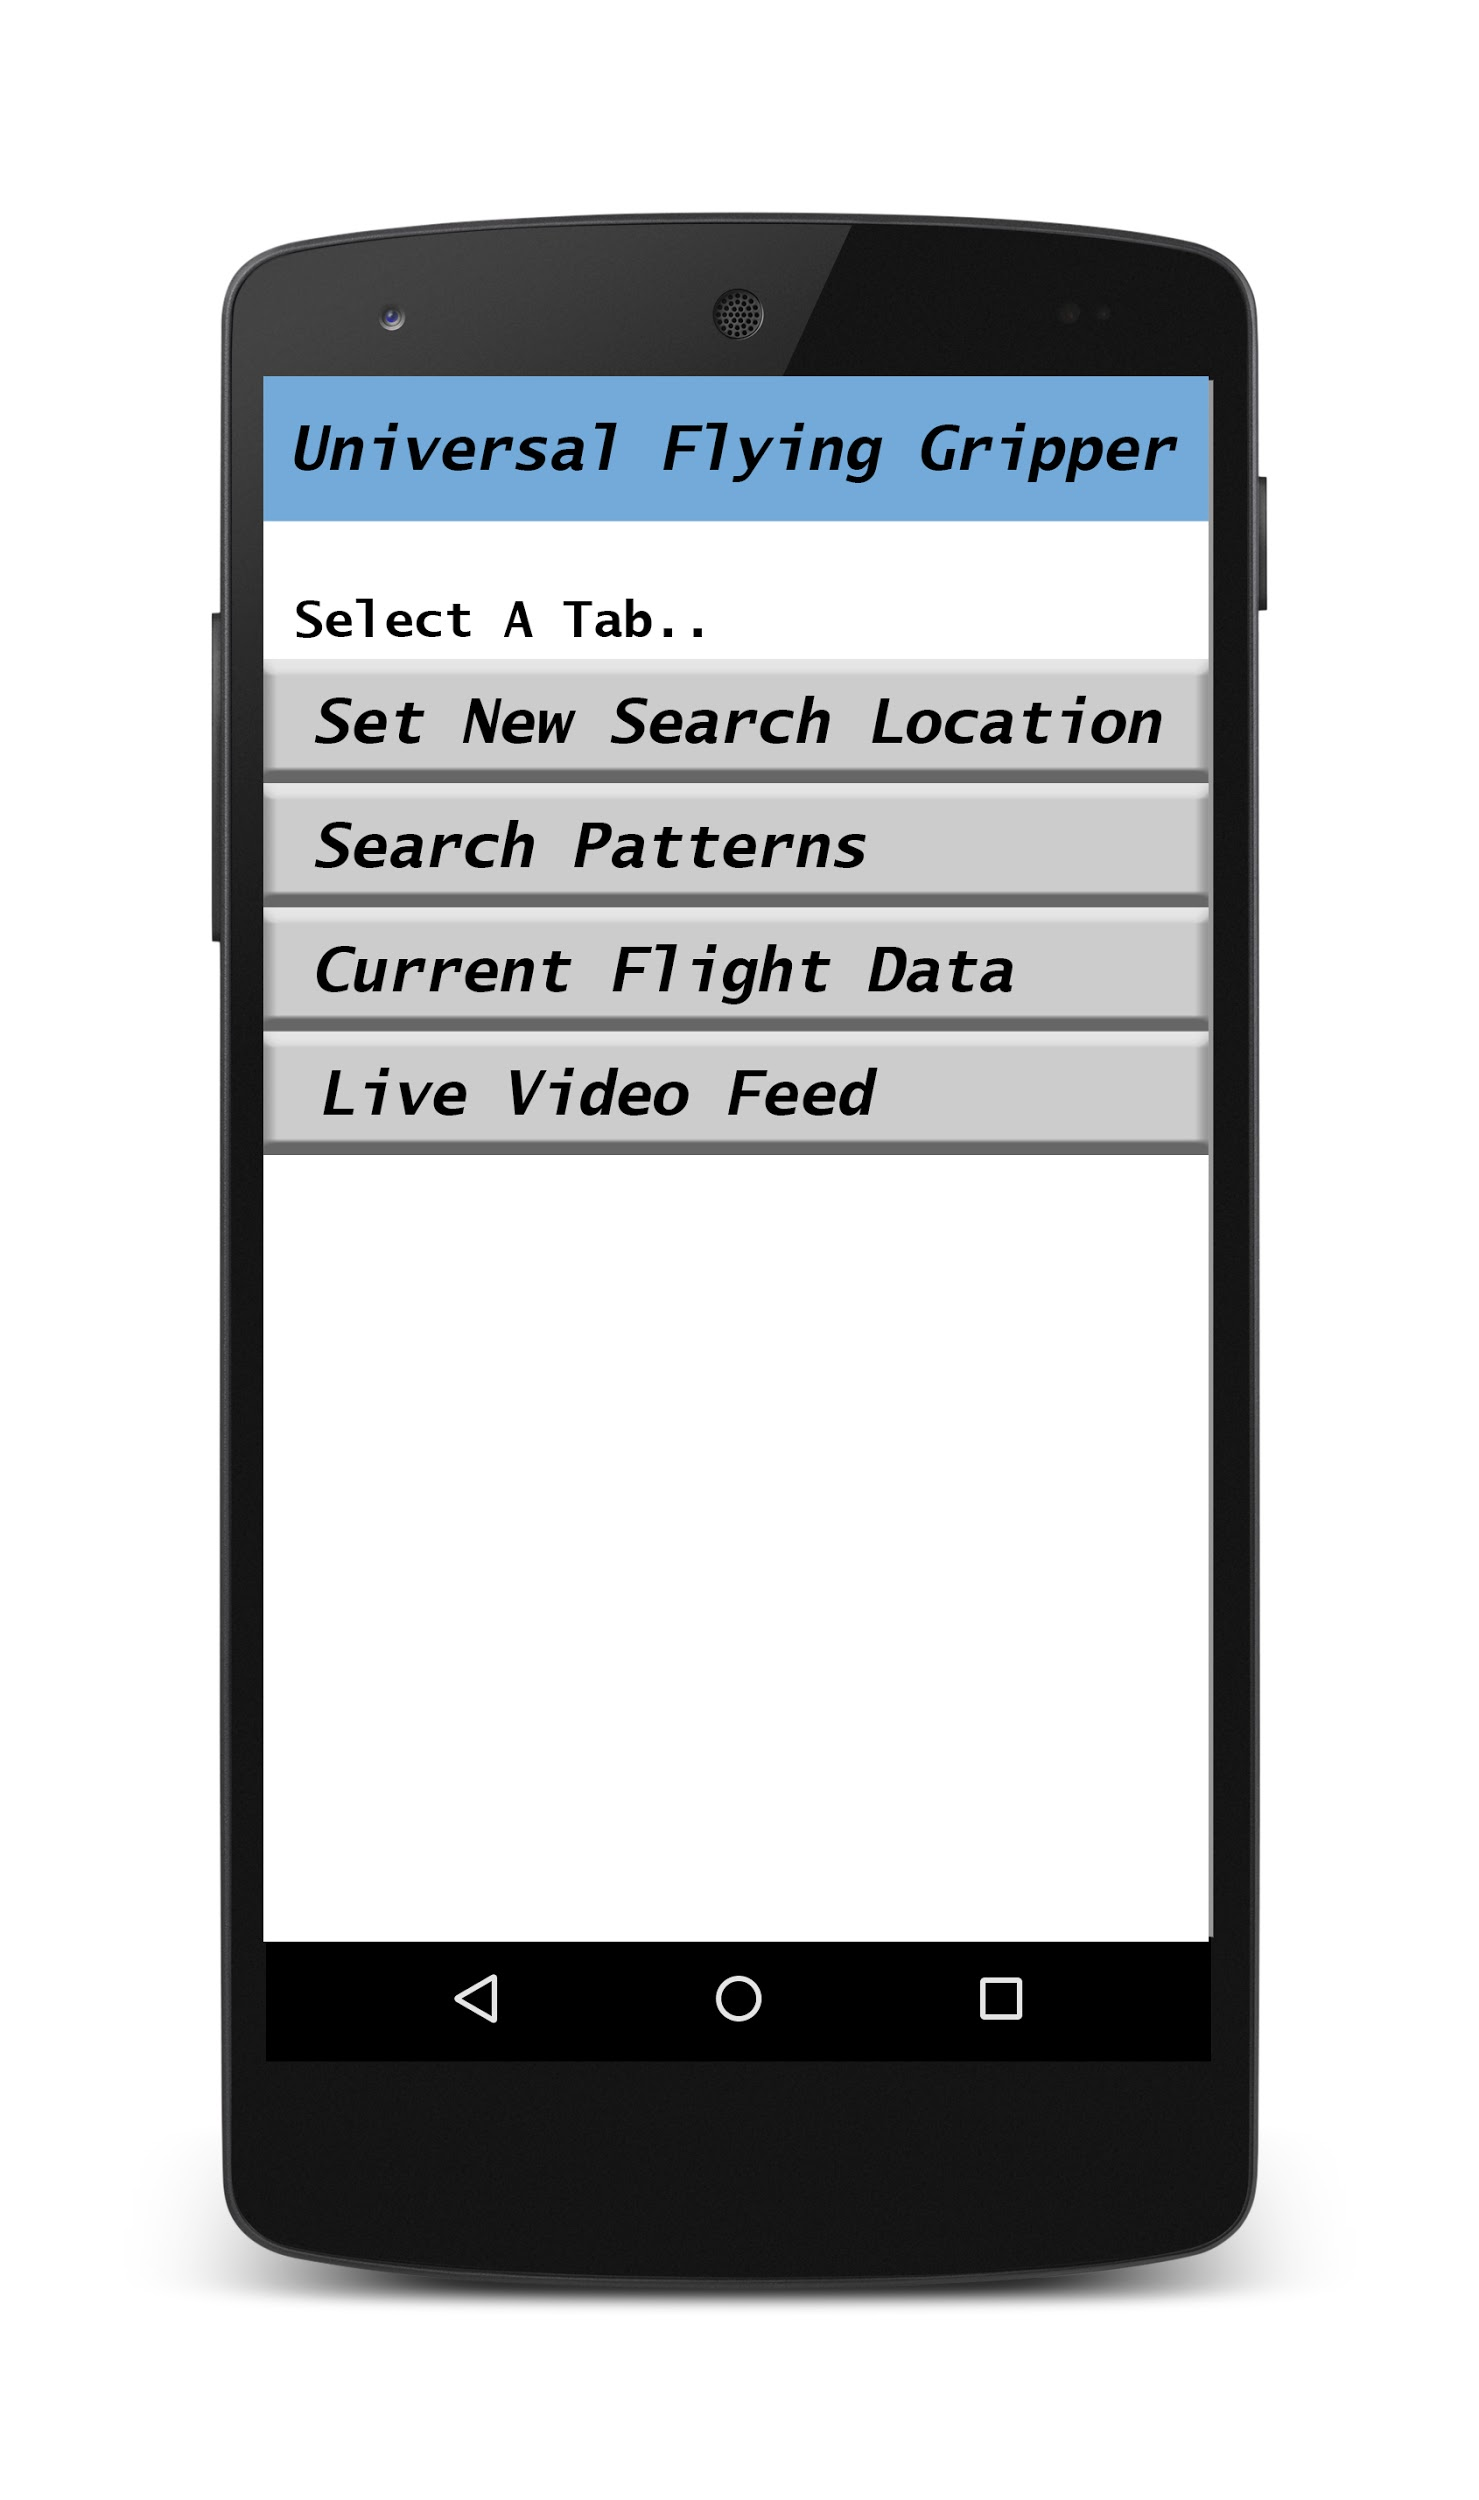 Universal Flying Gripper
Select A Tab..
Set New Search Location
Search Patterns
Current Flight Data
Live Video Feed